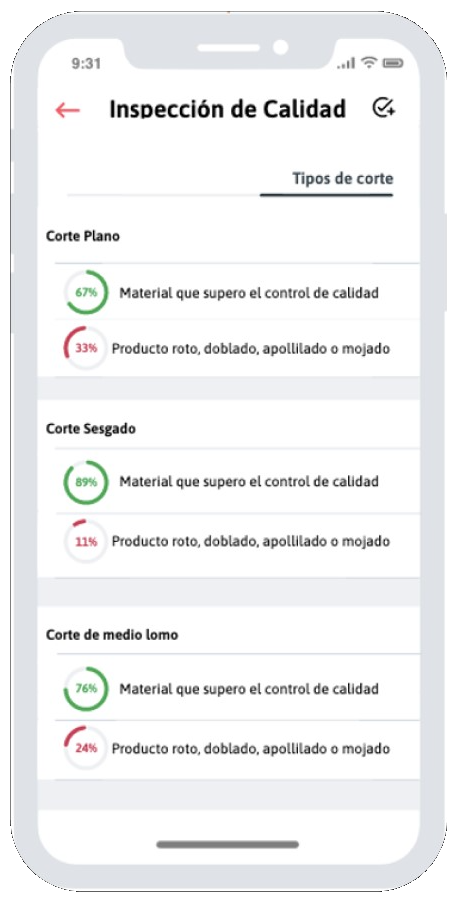 9:31
Inspección de Calidad
Tipos de corte
Corte Plano
67% Material que supero el control de calidad
33% Producto roto, doblado, apollilado o mojado
Corte Sesgado
89% Material que supero el control de calidad
11% Producto roto, doblado, apollilado o mojado
Corte de medio lomo
76% Material que supero el control de calidad
24% Producto roto, doblado, apollilado o mojado